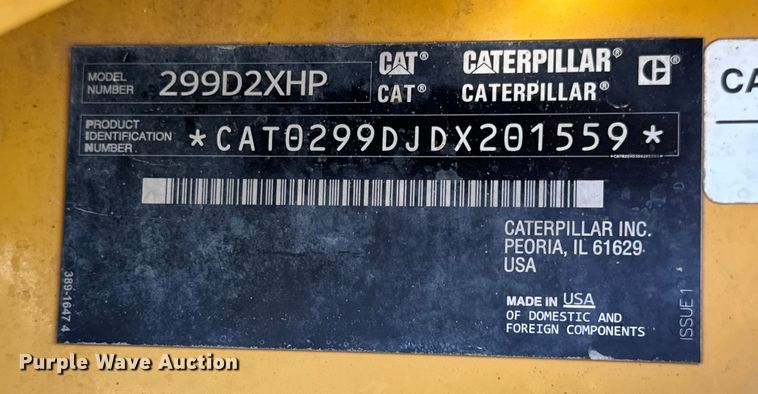 MODEL
NUMBER
299D2XHP
CAT® CATERPILLAR® C
CAT® CATERPILLAR®
PRODUCT
IDENTIFICATION
NUMBER
*CAT0299DJDX201559*
CATERPILLAR INC.
PEORIA, IL 61629
USA
MADE IN USA
OF DOMESTIC AND
FOREIGN COMPONENTS
389-1647 4
ISSUE 1
CA
Purple Wave Auction